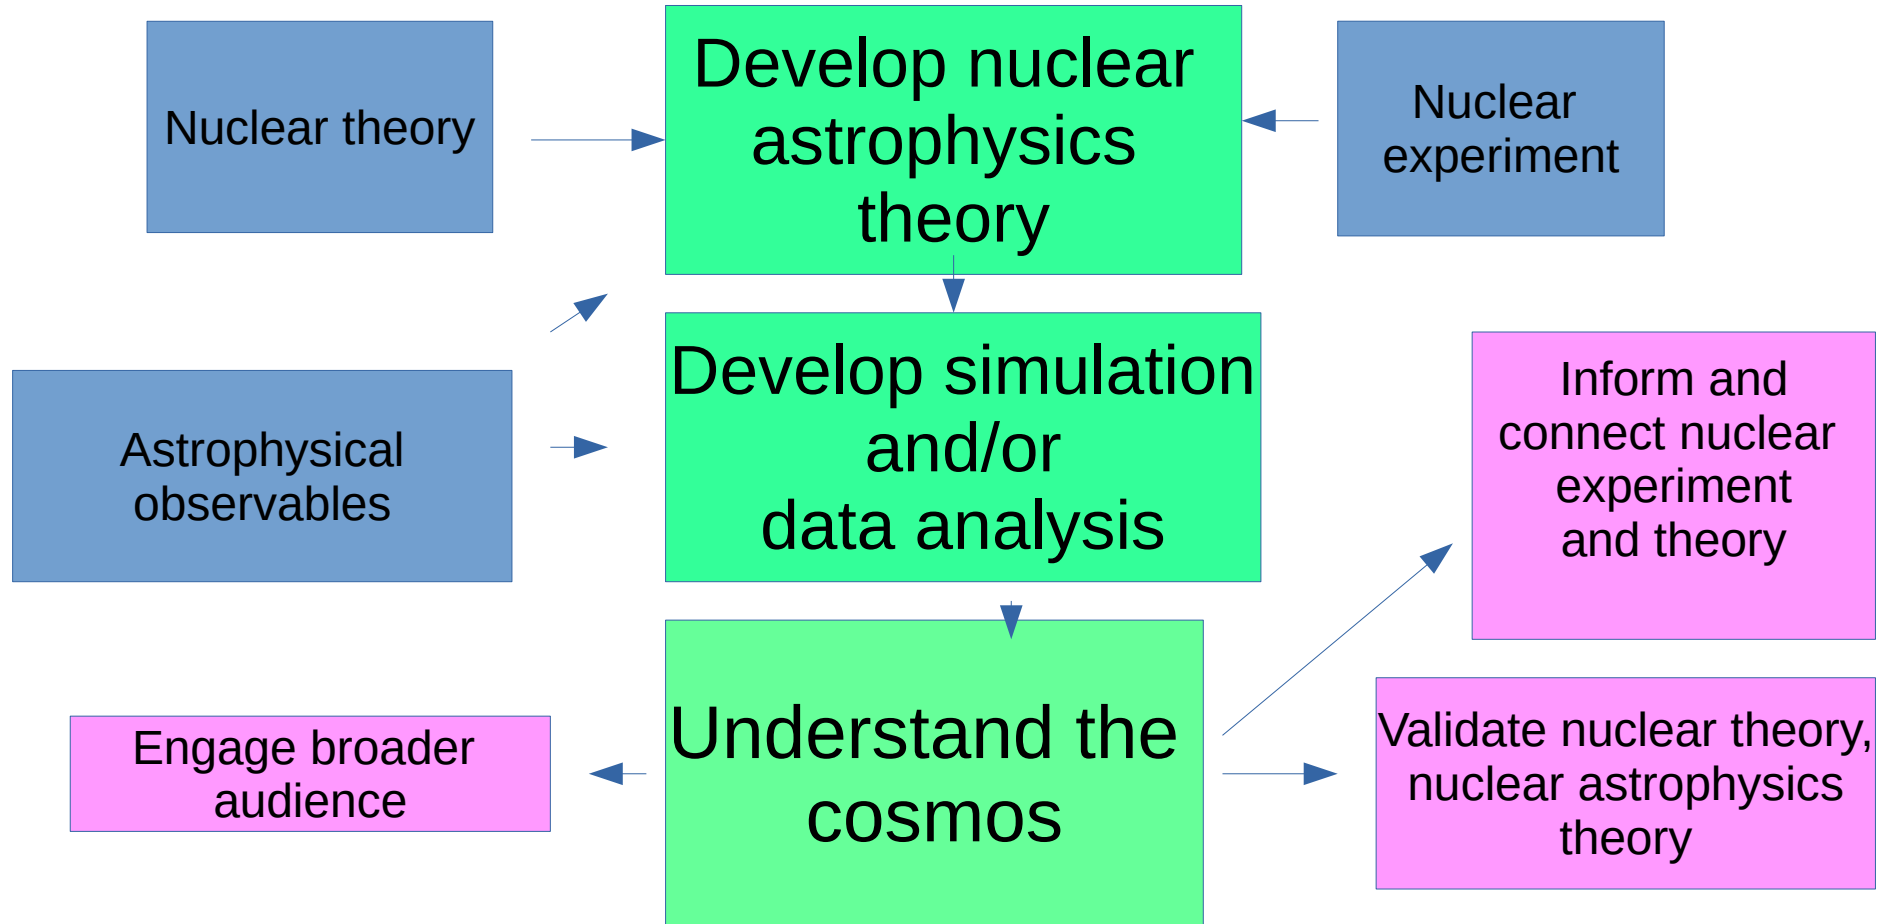 Nuclear theory
Develop nuclear
astrophysics
theory
Nuclear
experiment
Astrophysical
observables
Develop simulation
and/or
data analysis
Inform and
connect nuclear
experiment
and theory
Engage broader
audience
Understand the
cosmos
Validate nuclear theory,
nuclear astrophysics
theory